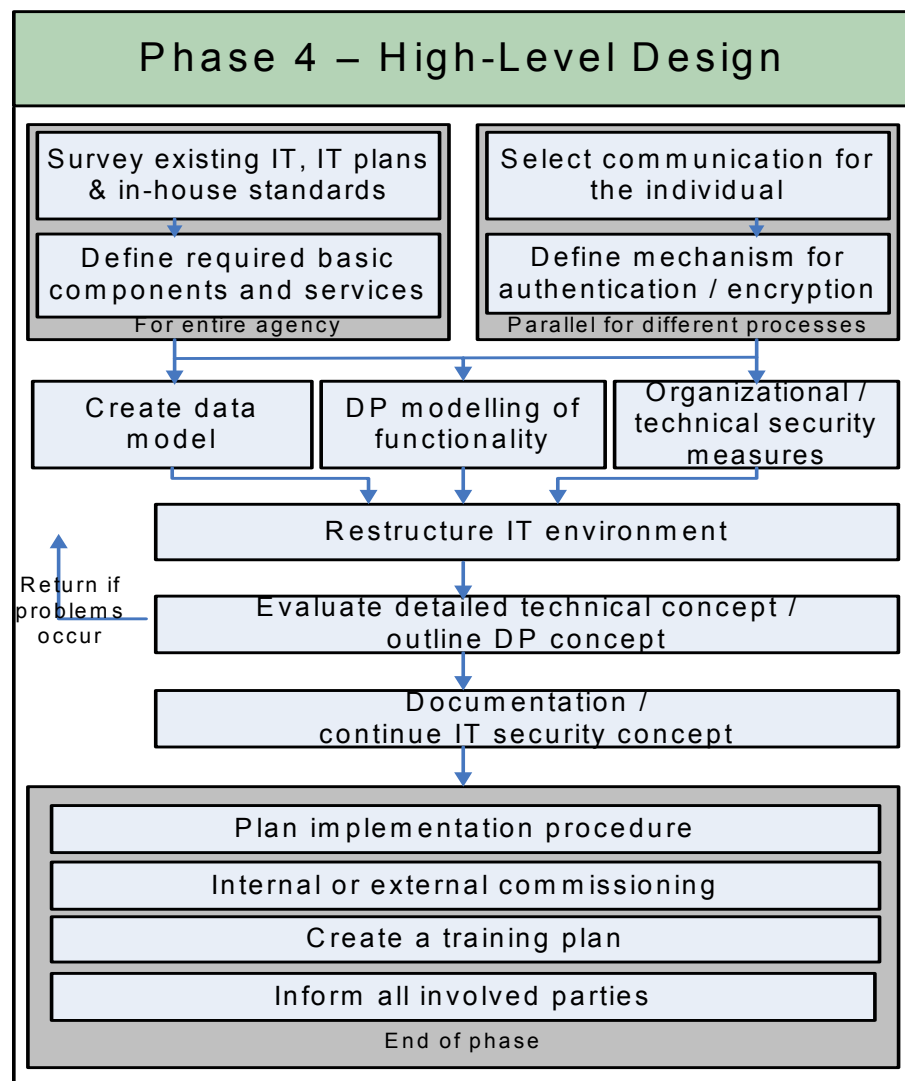 Phase 4 – High-Level Design
Survey existing IT, IT plans
& in-house standards
Define required basic
components and services
For entire agency
Select communication for
the individual
Define mechanism for
authentication / encryption
Parallel for different processes
Create data
model
DP modelling of
functionality
Organizational /
technical security
measures
Restructure IT environment
Return if
problems
occur
Evaluate detailed technical concept /
outline DP concept
Documentation /
continue IT security concept
Plan implementation procedure
Internal or external commissioning
Create a training plan
Inform all involved parties
End of phase